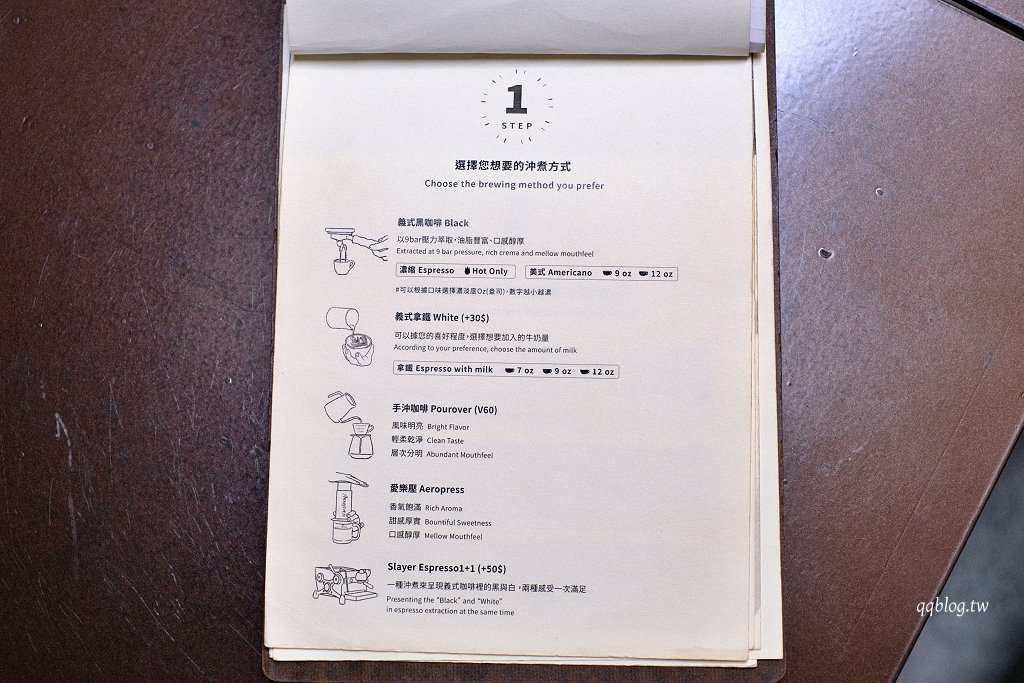 1
STEP
選擇您想要的沖煮方式
Choose the brewing method you prefer
義式黑咖啡 Black
以9bar壓力萃取，油脂豐富、口感醇厚
Extracted at 9 bar pressure, rich crema and mellow mouthfeel
濃縮 Espresso Hot Only 美式 Americano 9 oz 12 oz
#可以根據口味選擇濃淡度Oz(盎司)，數字越小越濃
義式拿鐵 White (+30$)
可以據您的喜好程度，選擇想要加入的牛奶量
According to your preference, choose the amount of milk
拿鐵 Espresso with milk 7 oz 9 oz 12 oz
手沖咖啡 Pourover (V60)
風味明亮 Bright Flavor
輕柔乾淨 Clean Taste
層次分明 Abundant Mouthfeel
愛樂壓 Aeropress
香氣飽滿 Rich Aroma
甜感厚實 Bountiful Sweetness
口感醇厚 Mellow Mouthfeel
Slayer Espresso1+1 (+50$)
一種沖煮來呈現義式咖啡裡的黑與白，兩種感受一次滿足
Presenting the "Black" and "White"
in espresso extraction at the same time
qqblog.tw